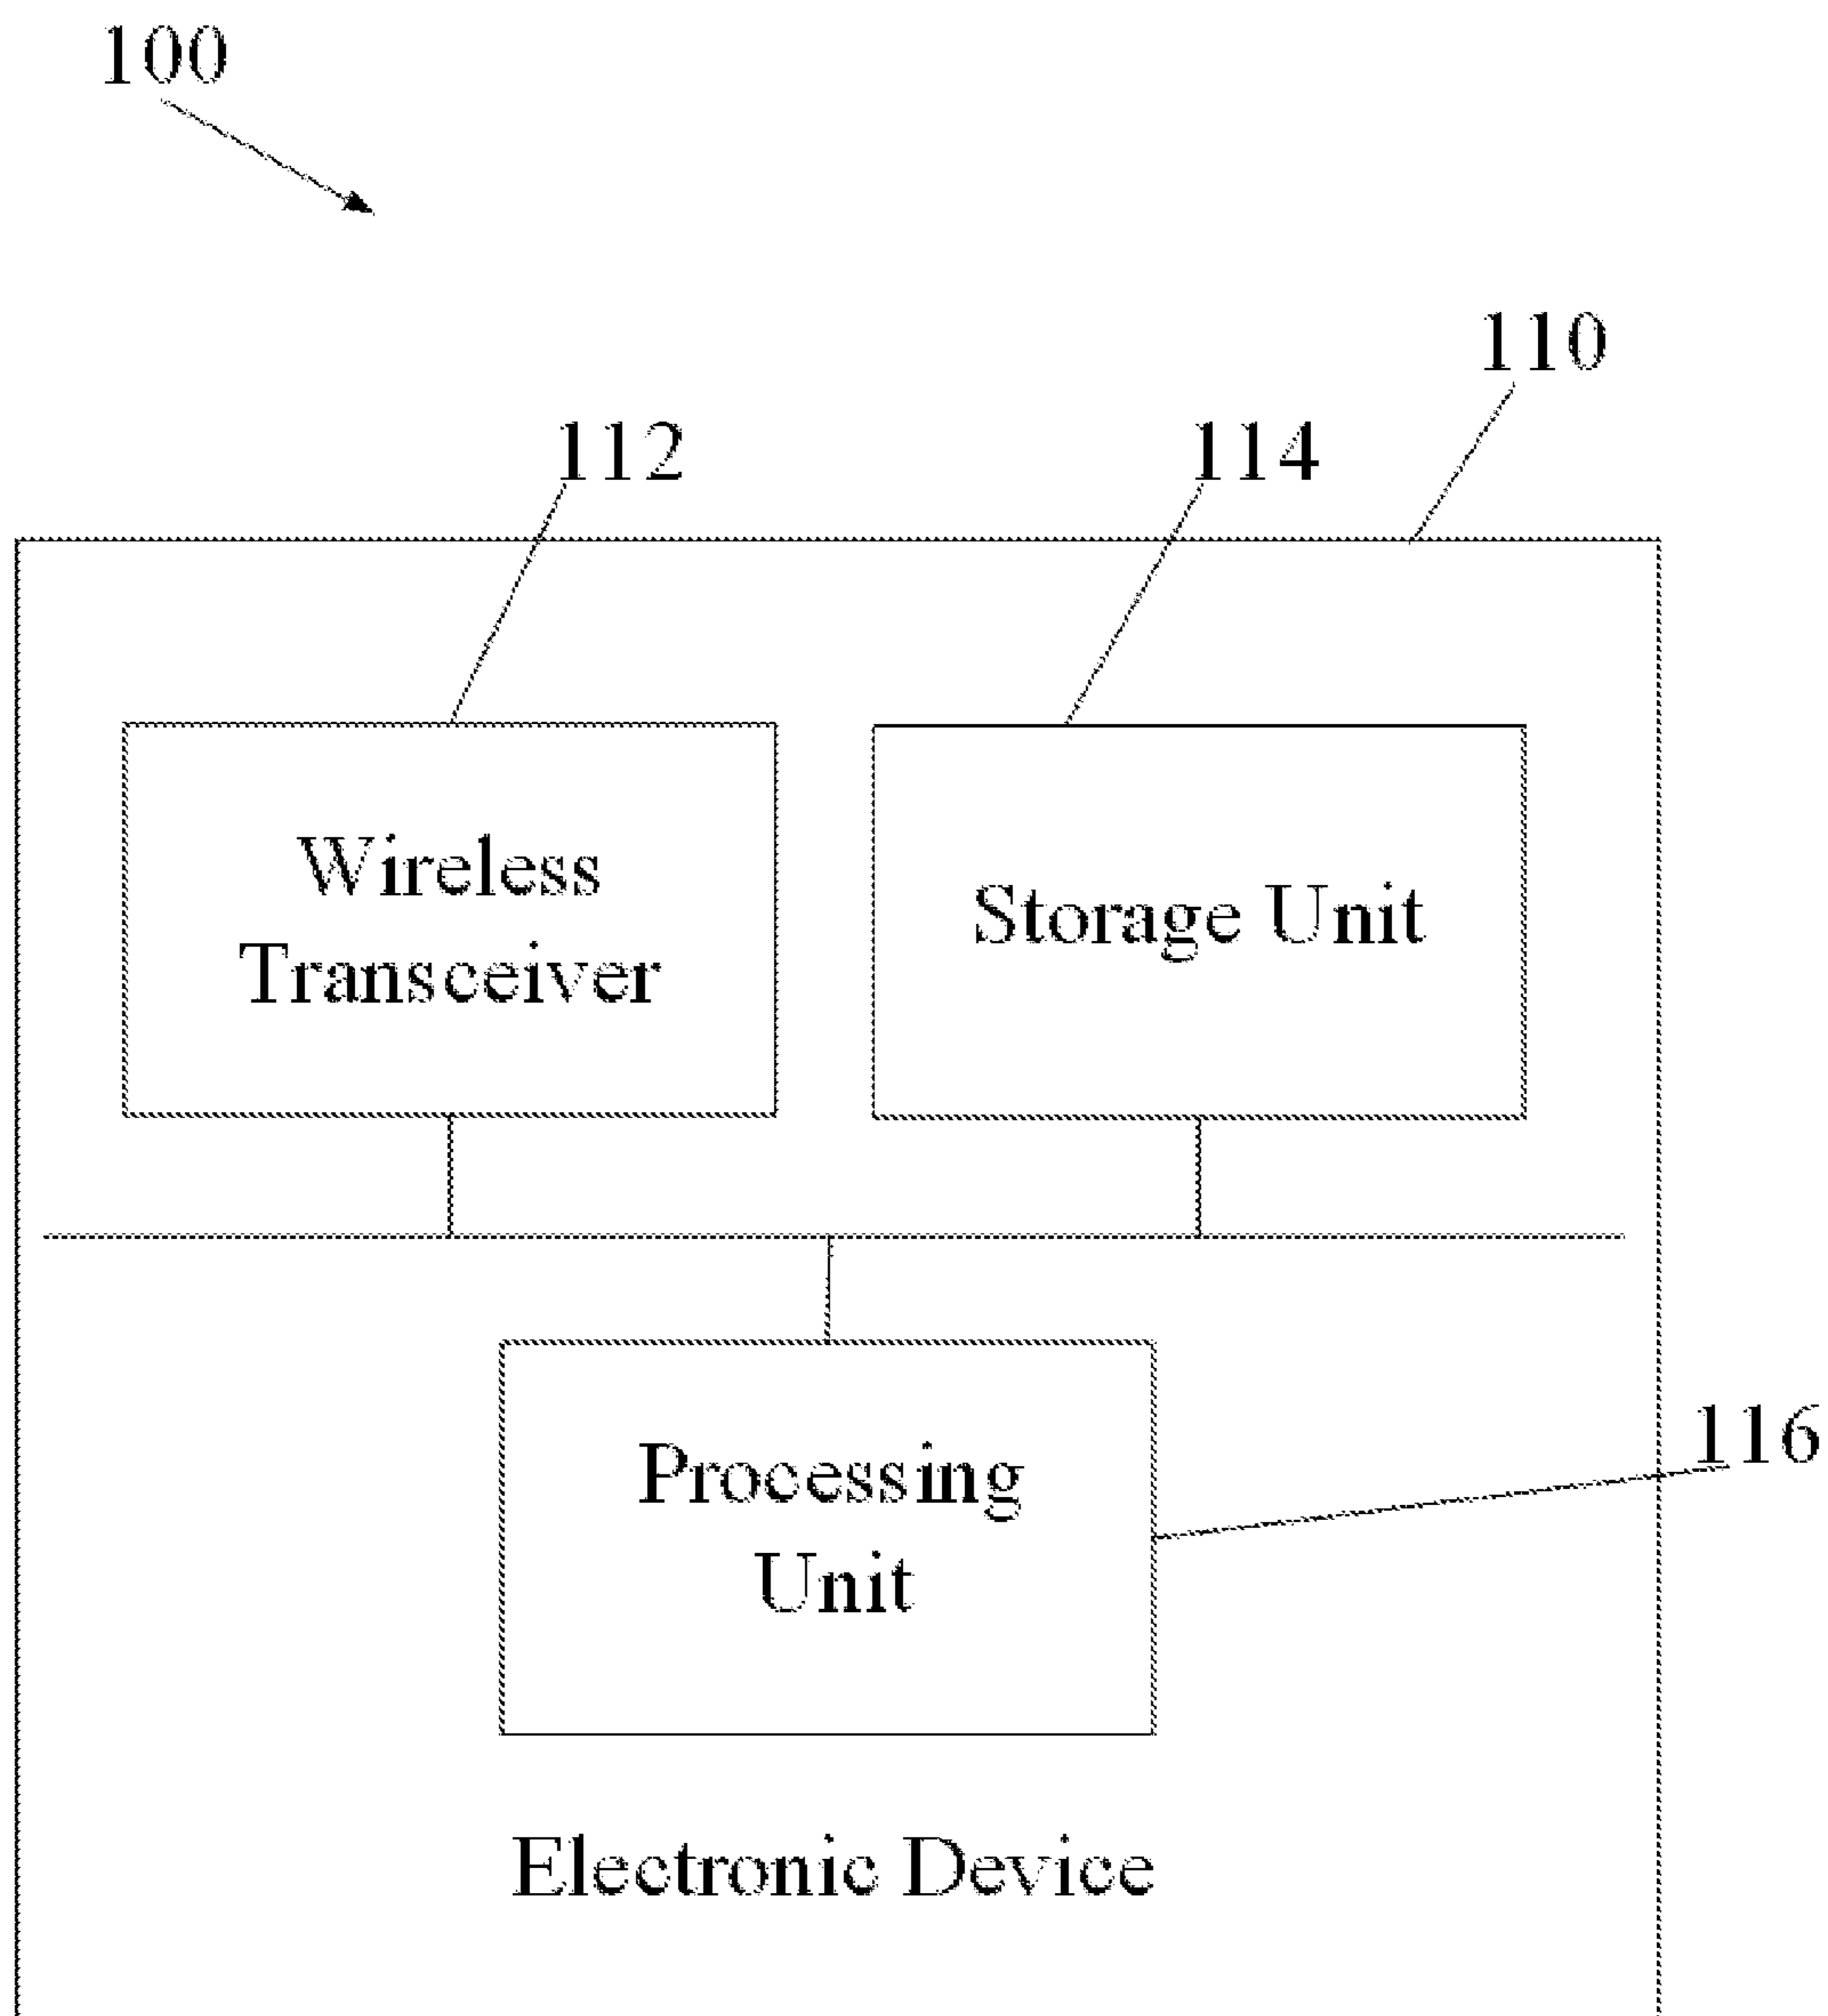 100
110
112
114
Wireless
Transceiver
Storage Unit
Processing
Unit
116
Electronic Device